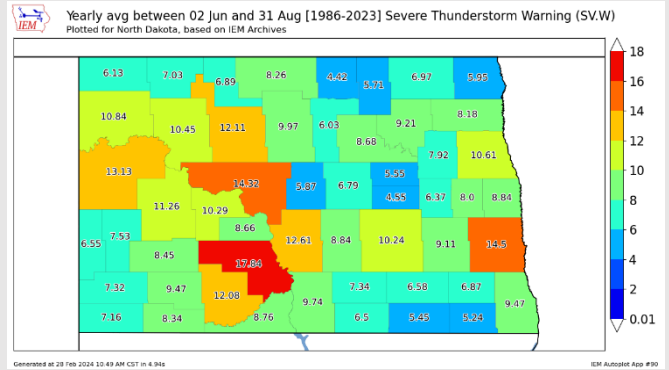 IEM
Yearly avg between 02 Jun and 31 Aug [1986-2023] Severe Thunderstorm Warning (SV.W)
Plotted for North Dakota, based on IEM Archives
6.13 7.03 6.89 8.26 4.42 5.71 6.97 5.95
10.84 10.45 12.11 9.97 6.03 8.68 9.21 8.18
7.92 10.61
13.13 14.32 5.87 6.79 5.55
4.55 6.37 8.0 8.84
11.26 10.29
6.55 7.53 8.66 12.61 8.84 10.24 9.11 14.5
8.45 17.84
7.32 9.47 12.08 9.74 7.34 6.58 6.87 9.47
7.16 8.34 8.76 6.5 5.45 5.24
18
16
14
12
10
8
6
4
2
0.01
Generated at 28 Feb 2024 10:49 AM CST in 4.94s
IEM Autoplot App #90